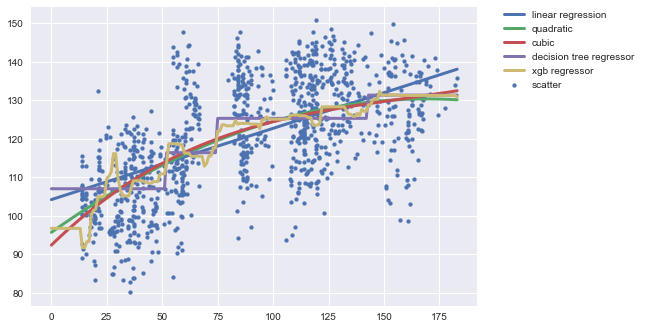 150
140
130
120
110
100
90
80
0
25
50
75
100
125
150
175
linear regression
quadratic
cubic
decision tree regressor
xgb regressor
scatter